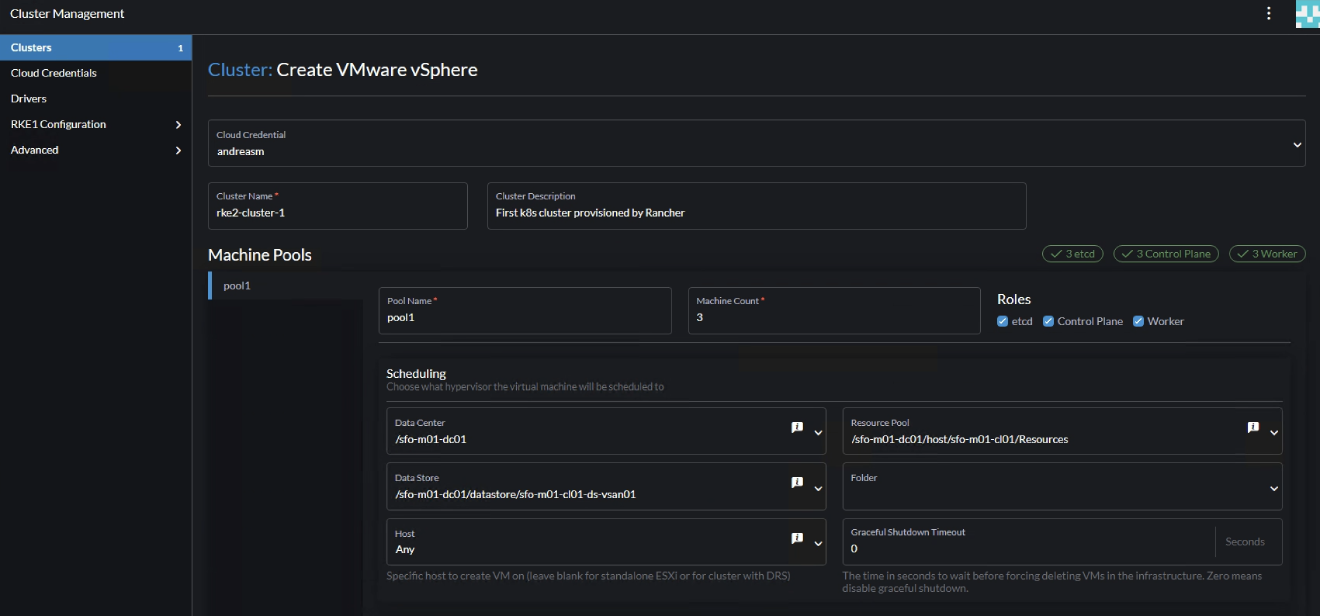 Cluster Management
Clusters 1
Cloud Credentials
Drivers
RKE1 Configuration
Advanced
Cluster: Create VMware vSphere
Cloud Credential
andreasm
Cluster Name *
rke2-cluster-1
Cluster Description
First k8s cluster provisioned by Rancher
Machine Pools
3 etcd
3 Control Plane
3 Worker
pool1
Pool Name *
pool1
Machine Count *
3
Roles
etcd Control Plane Worker
Scheduling
Choose what hypervisor the virtual machine will be scheduled to
Data Center
/sfo-m01-dc01
Resource Pool
/sfo-m01-dc01/host/sfo-m01-cl01/Resources
Data Store
/sfo-m01-dc01/datastore/sfo-m01-cl01-ds-vsan01
Folder
Host
Any
Specific host to create VM on (leave blank for standalone ESXi or for cluster with DRS)
Graceful Shutdown Timeout
0
Seconds
The time in seconds to wait before forcing deleting VMs in the infrastructure. Zero means
disable graceful shutdown.